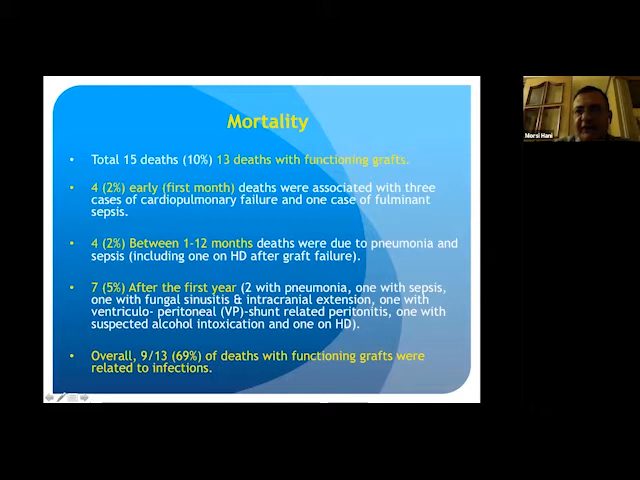 Mortality
• Total 15 deaths (10%) 13 deaths with functioning grafts.
• 4 (2%) early (first month) deaths were associated with three
cases of cardiopulmonary failure and one case of fulminant
sepsis.
• 4 (2%) Between 1-12 months deaths were due to pneumonia and
sepsis (including one on HD after graft failure).
• 7 (5%) After the first year (2 with pneumonia, one with sepsis,
one with fungal sinusitis & intracranial extension, one with
ventriculo- peritoneal (VP)-shunt related peritonitis, one with
suspected alcohol intoxication and one on HD).
• Overall, 9/13 (69%) of deaths with functioning grafts were
related to infections.
Morsi Hani